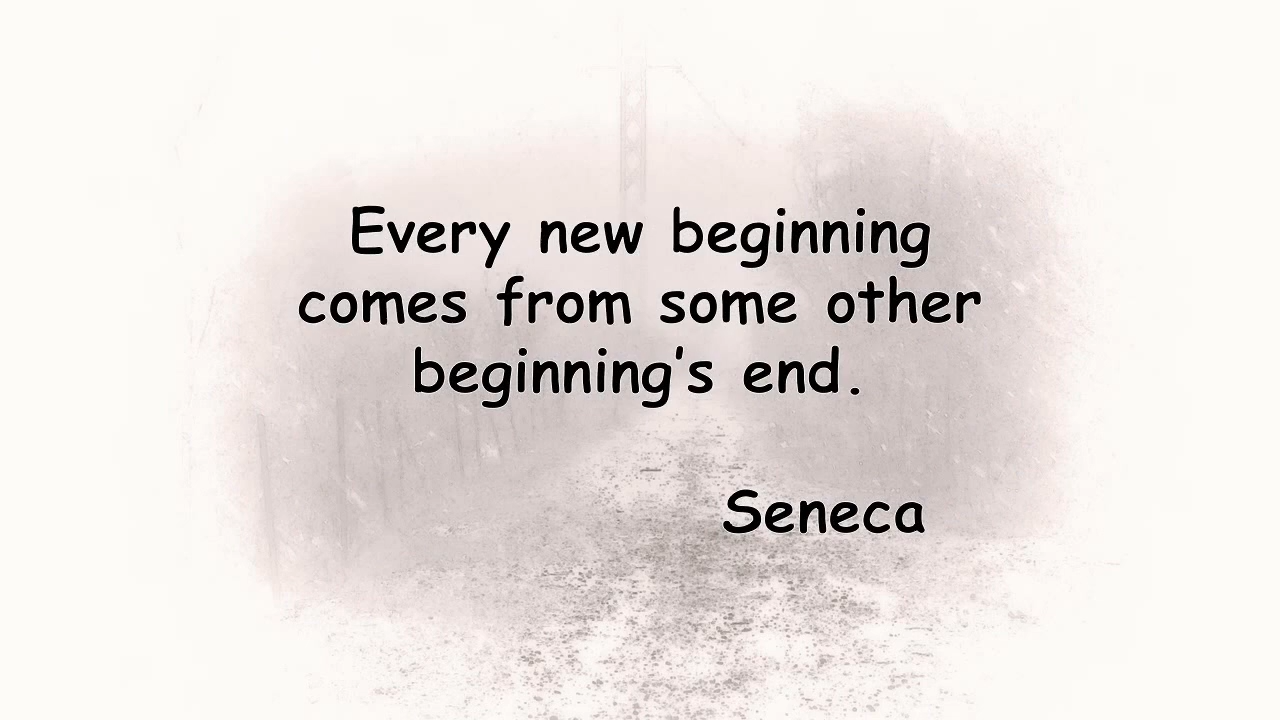 Every new beginning
comes from some other
beginning's end.
Seneca